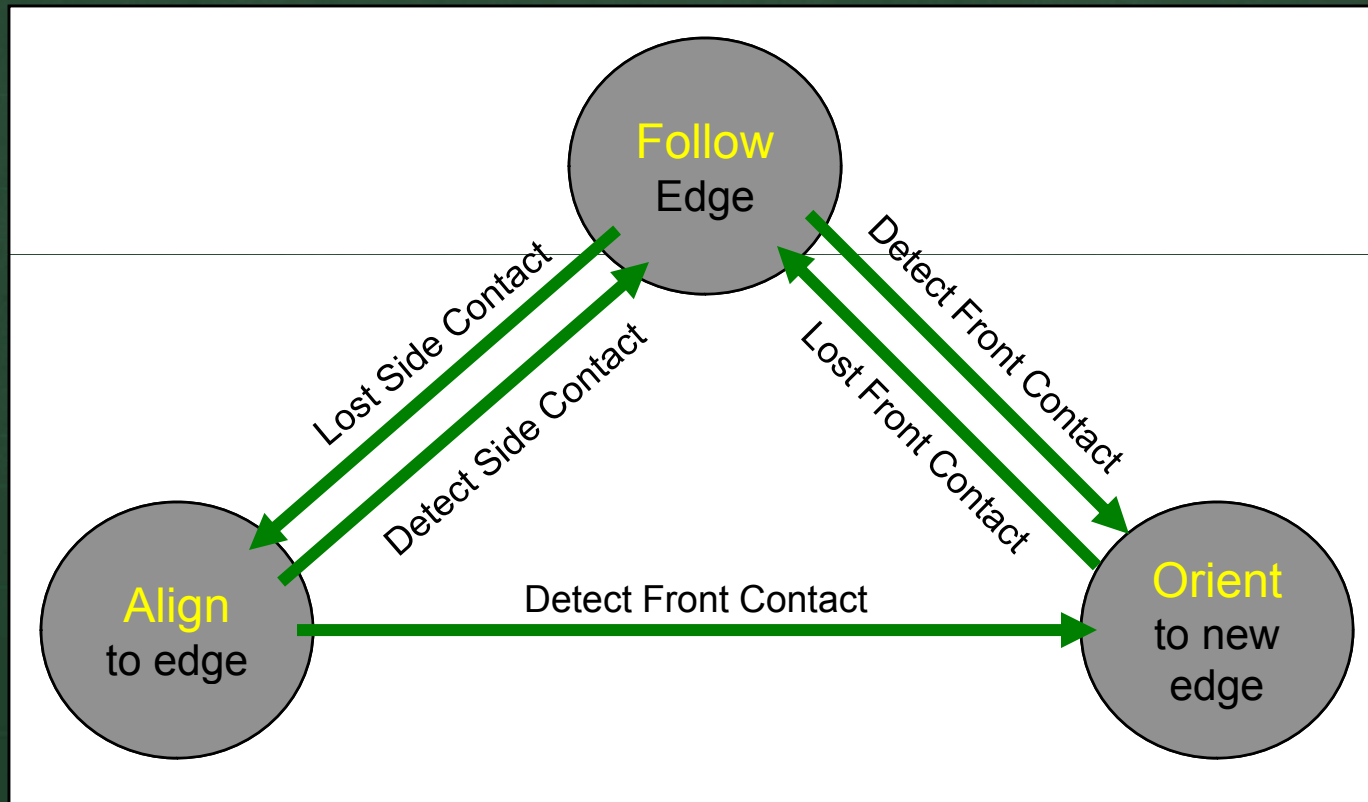 Follow
Edge
Detect Front Contact
Lost Side Contact
Lost Front Contact
Detect Side Contact
Detect Front Contact
Align
to edge
Orient
to new
edge